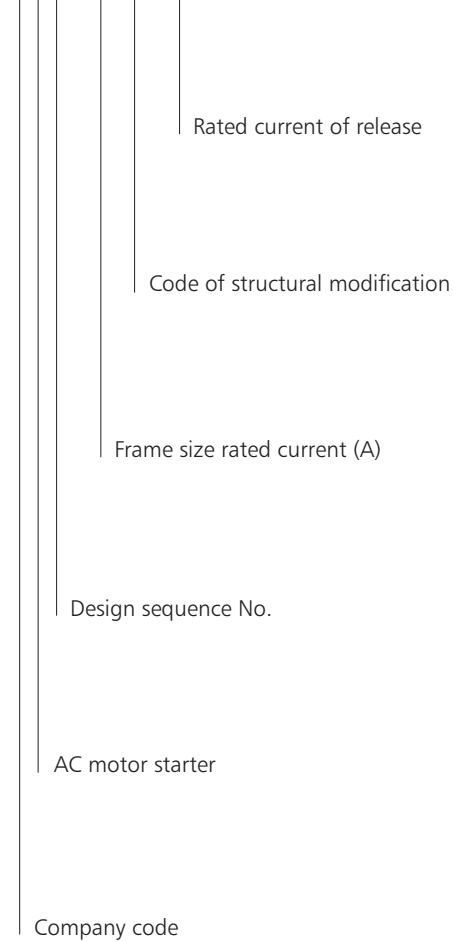 Rated current of release
Code of structural modification
Frame size rated current (A)
Design sequence No.
AC motor starter
Company code